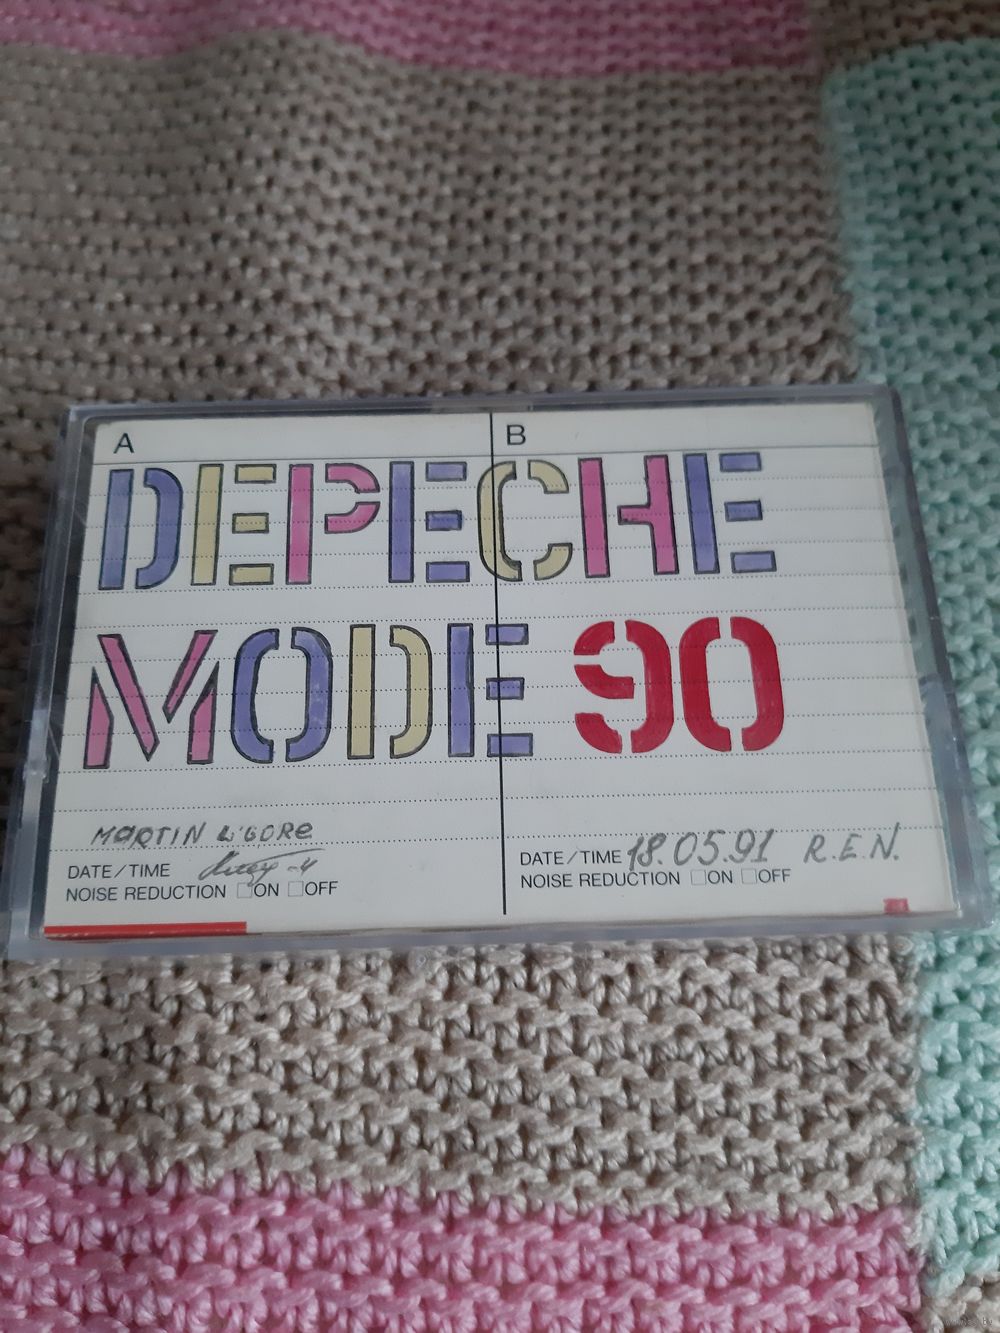 A B
DEPECHE
MODE 90
MARTIN L'GORE
DATE/TIME
NOISE REDUCTION ☐ON ☐OFF
DATE/TIME 18.05.91 R.E.N.
NOISE REDUCTION ☐ON ☐OFF